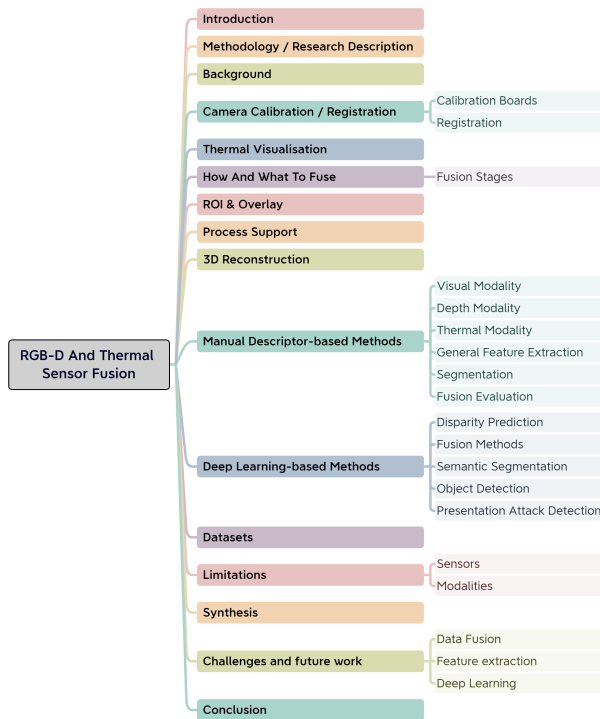 RGB-D And Thermal
Sensor Fusion
Introduction
Methodology / Research Description
Background
Camera Calibration / Registration
Calibration Boards
Registration
Thermal Visualisation
How And What To Fuse
Fusion Stages
ROI & Overlay
Process Support
3D Reconstruction
Manual Descriptor-based Methods
Visual Modality
Depth Modality
Thermal Modality
General Feature Extraction
Segmentation
Fusion Evaluation
Deep Learning-based Methods
Disparity Prediction
Fusion Methods
Semantic Segmentation
Object Detection
Presentation Attack Detection
Datasets
Limitations
Sensors
Modalities
Synthesis
Challenges and future work
Data Fusion
Feature extraction
Deep Learning
Conclusion